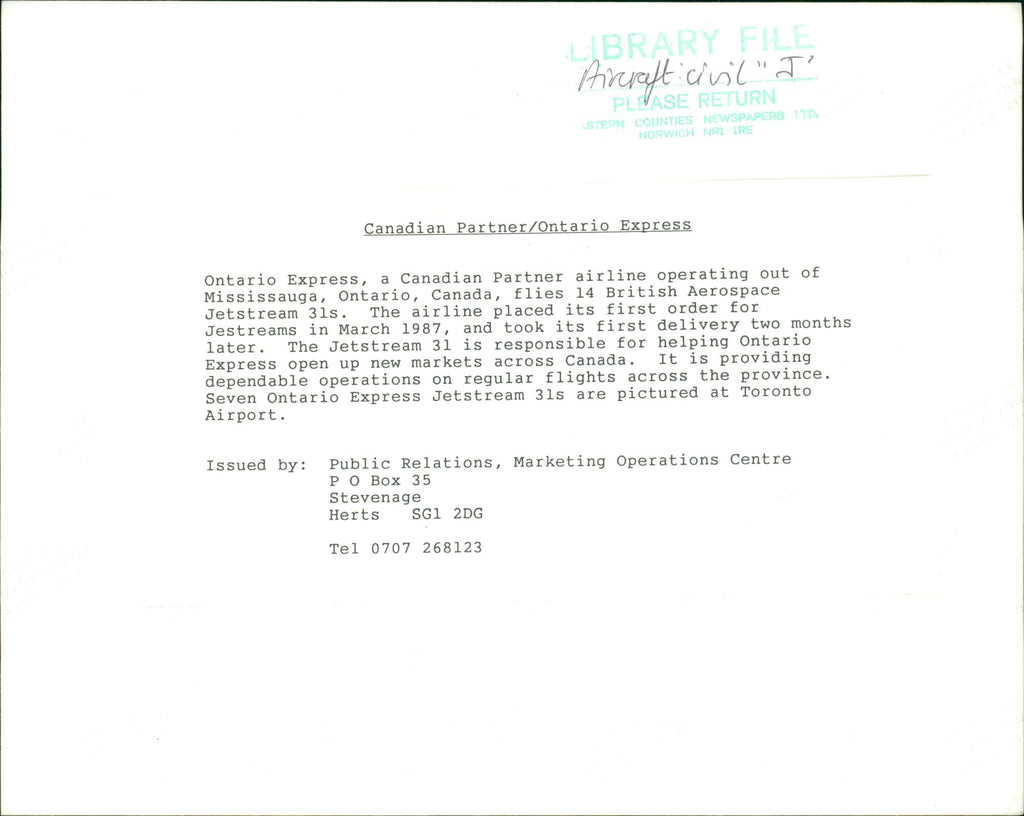 LIBRARY FILE
Aircraft civil "J"
PLEASE RETURN
STERN COUNTIES NEWSPAPERS LTD.
NORWICH NR1 1RE
Canadian Partner/Ontario Express
Ontario Express, a Canadian Partner airline operating out of
Mississauga, Ontario, Canada, flies 14 British Aerospace
Jetstream 31s. The airline placed its first order for
Jestreams in March 1987, and took its first delivery two months
later. The Jetstream 31 is responsible for helping Ontario
Express open up new markets across Canada. It is providing
dependable operations on regular flights across the province.
Seven Ontario Express Jetstream 31s are pictured at Toronto
Airport.
Issued by: Public Relations, Marketing Operations Centre
P O Box 35
Stevenage
Herts SG1 2DG
Tel 0707 268123